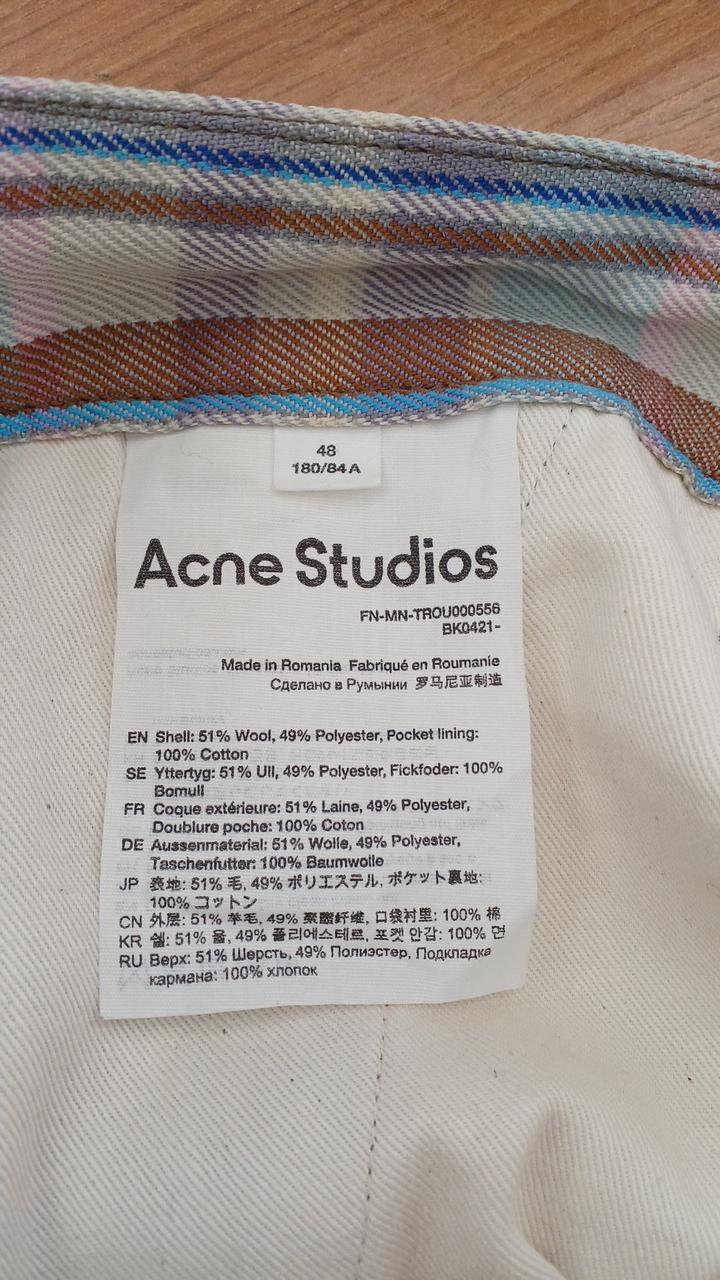 48
180/84 A
Acne Studios
FN-MN-TROU000556
BK0421-
Made in Romania Fabriqué en Roumanie
Сделано в Румынии 罗马尼亚制造
EN Shell: 51% Wool, 49% Polyester, Pocket lining:
100% Cotton
SE Yttertyg: 51% Ull, 49% Polyester, Fickfoder: 100%
Bomull
FR Coque extérieure: 51% Laine, 49% Polyester,
Doublure poche: 100% Coton
DE Aussenmaterial: 51% Wolle, 49% Polyester,
Taschenfutter: 100% Baumwolle
JP 表地: 51% 毛, 49% ポリエステル, ポケット裏地:
100% コットン
CN 外层: 51% 羊毛, 49% 聚酯纤维, 口袋衬里: 100% 棉
KR 쉘: 51% 울, 49% 폴리에스테르, 포켓 안감: 100% 면
RU Верх: 51% Шерсть, 49% Полиэстер, Подкладка
кармана: 100% хлопок